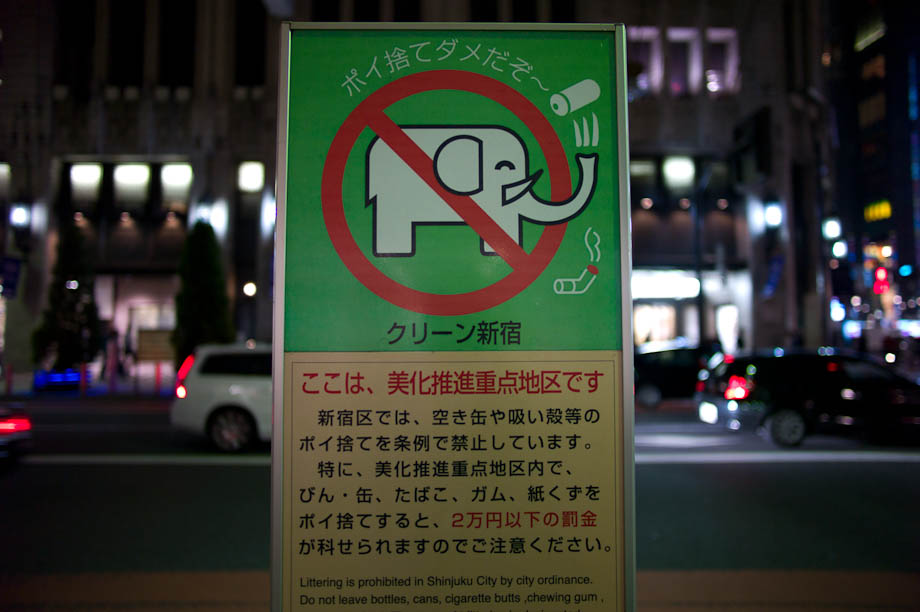 ポイ捨てダメだぞ～
クリーン新宿
ここは、美化推進重点地区です
新宿区では、空き缶や吸い殻等の
ポイ捨てを条例で禁止しています。
特に、美化推進重点地区内で、
びん・缶、たばこ、ガム、紙くずを
ポイ捨てすると、2万円以下の罰金
が科せられますのでご注意ください。
Littering is prohibited in Shinjuku City by city ordinance.
Do not leave bottles, cans, cigarette butts ,chewing gum ,